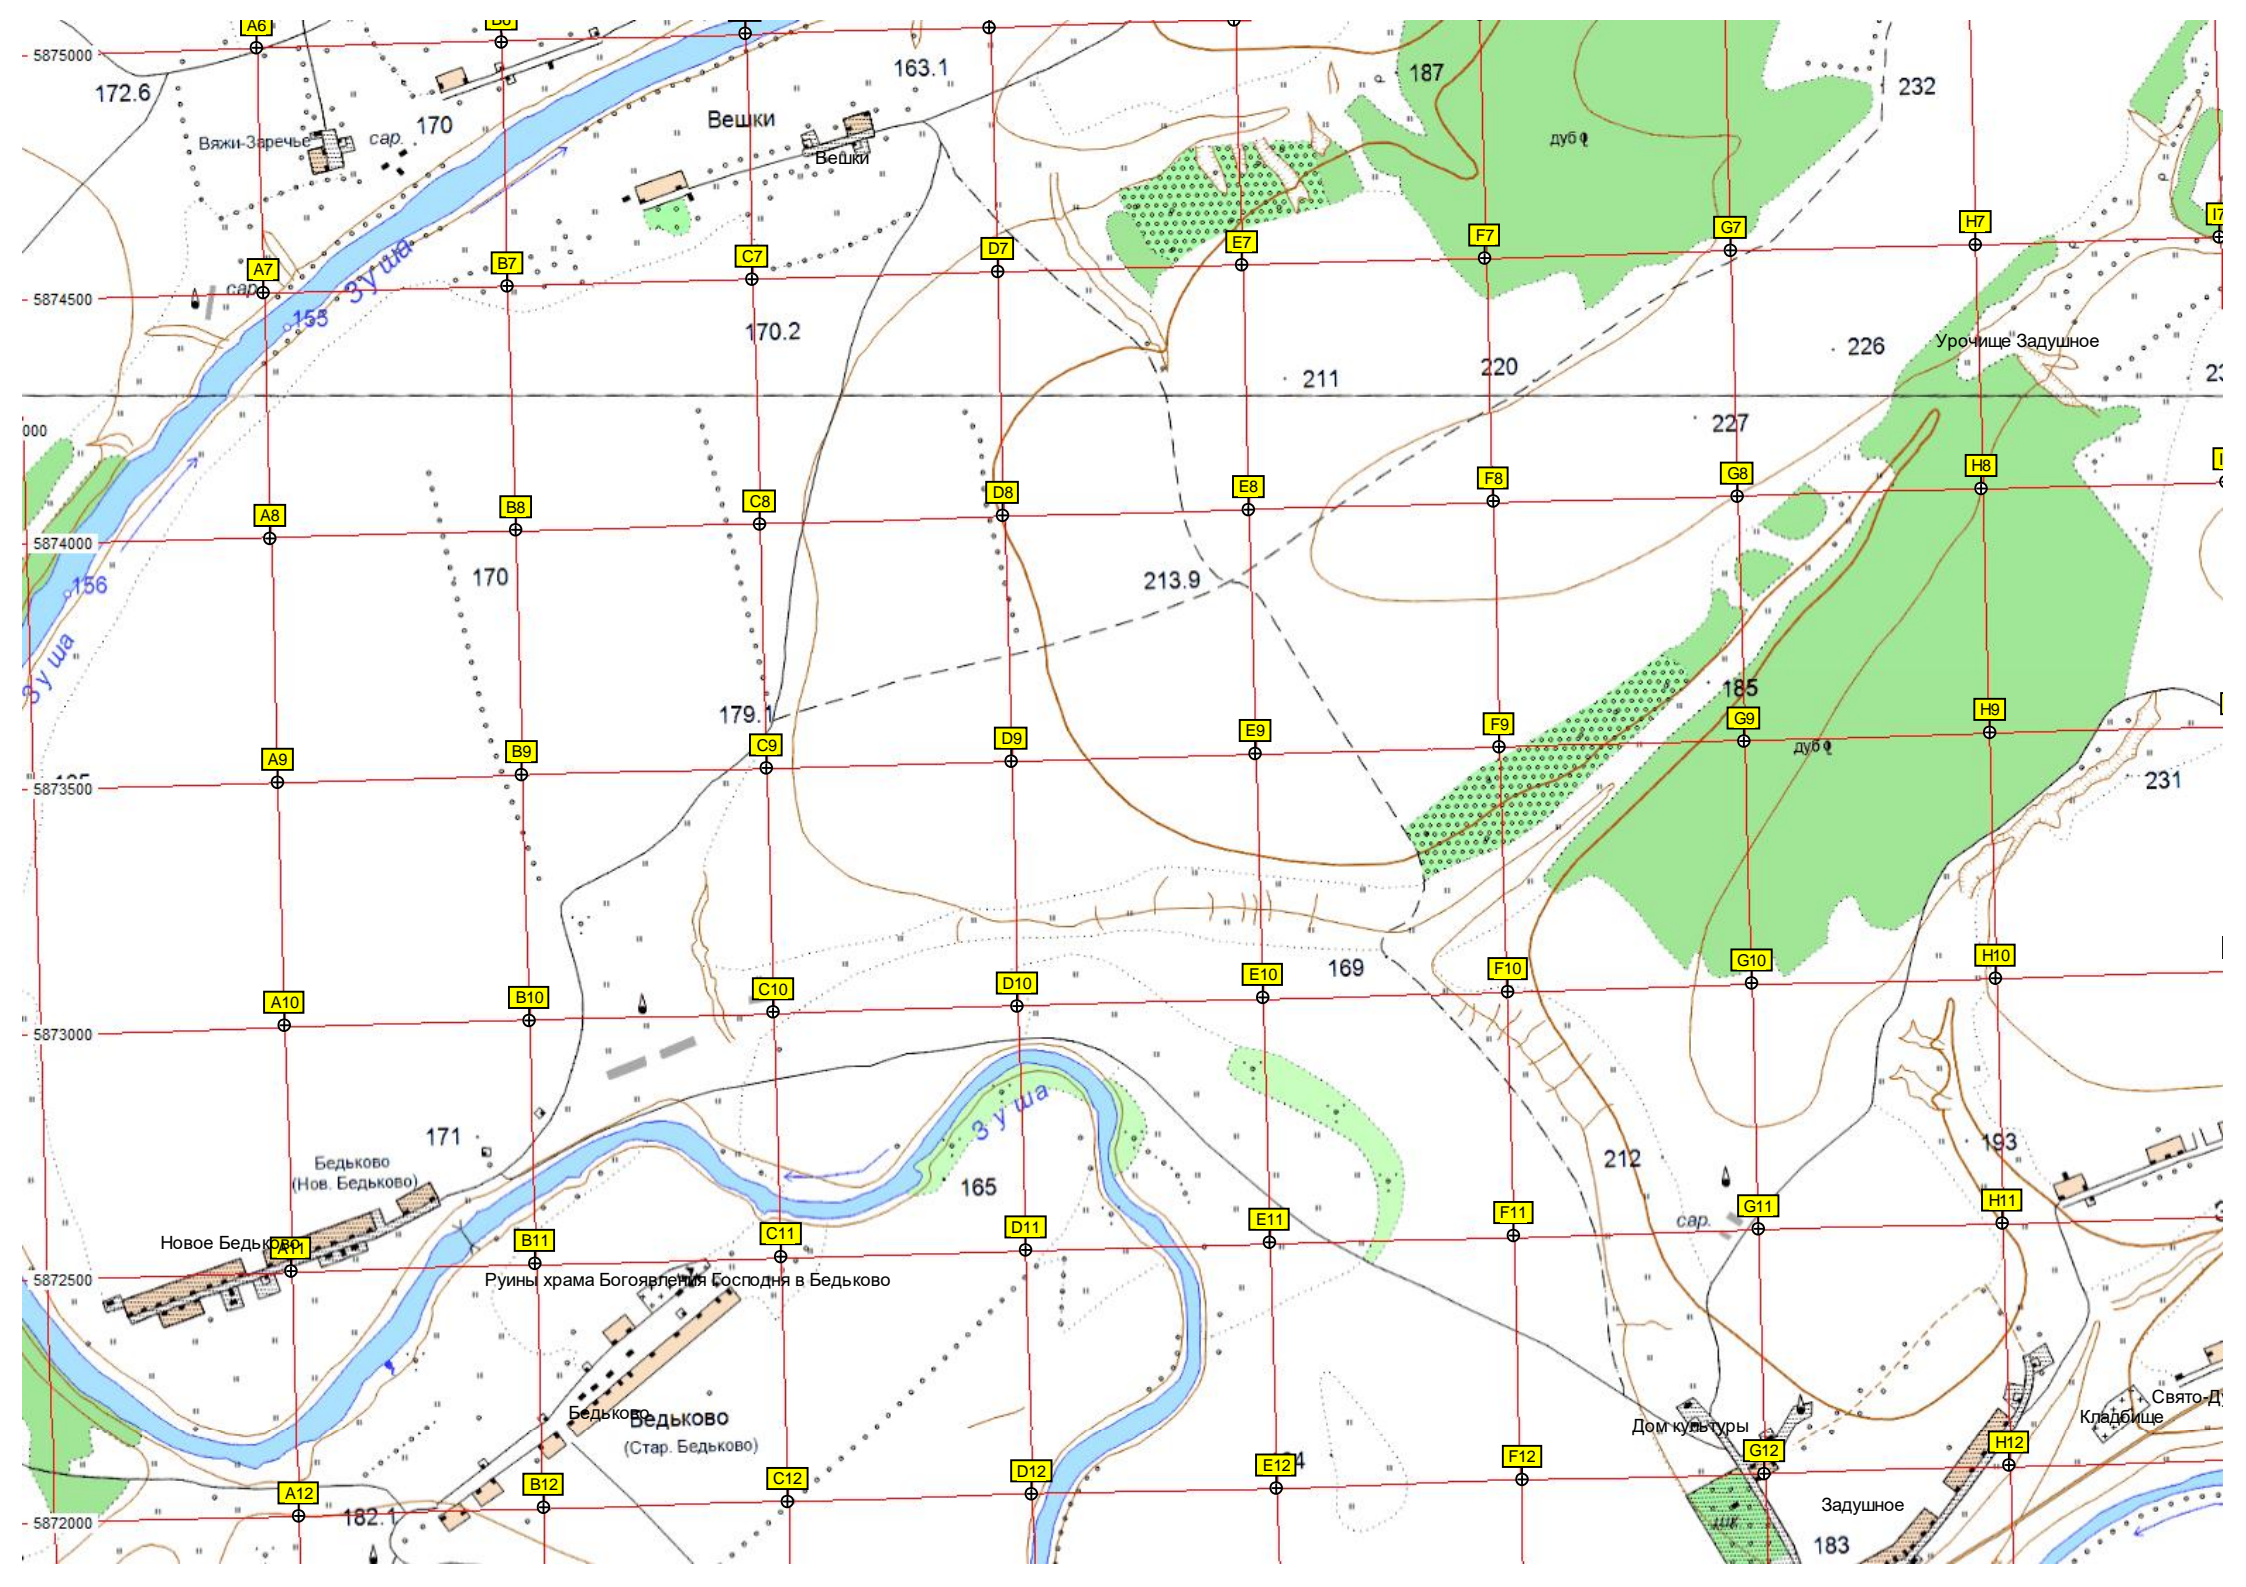 A6
B6
5875000
172.6
163.1
187
232
170
Вешки
Вяжи-Заречье
сар.
дуб
Вешки
E7
F7
G7
H7
I7
A7
B7
C7
D7
5874500
сар.
Зуша
155
170.2
220
226
Урочище Задушное
211
227
000
A8
B8
C8
D8
E8
F8
G8
H8
5874000
156
170
213.9
Зуша
185
179.1
A9
B9
C9
D9
E9
F9
G9
H9
дуб
5873500
231
169
A10
B10
C10
D10
E10
F10
G10
H10
5873000
Зуша
171
193
Бедьково
(Нов. Бедьково)
165
212
сар.
Новое Бедьково
A11
B11
C11
D11
E11
F11
G11
H11
5872500
Руины храма Богоявления Господня в Бедьково
Бедьково
Бедьково
(Стар. Бедьково)
Дом культуры
Кладбище
Свято-Д
A12
B12
C12
D12
E12
F12
G12
H12
5872000
182.1
Задушное
183